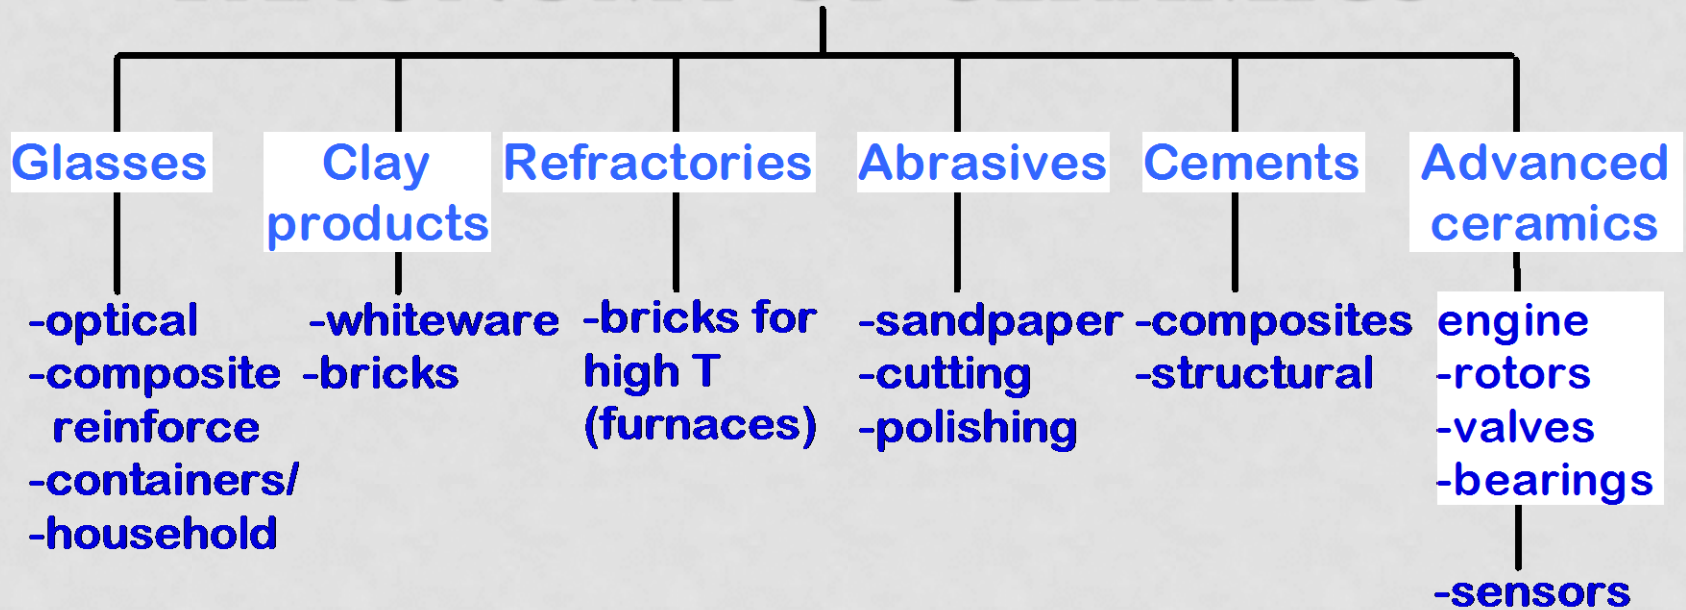 Glasses
Clay
products
Refractories
Abrasives
Cements
Advanced
ceramics
-optical
-composite
reinforce
-containers/
-household
-whiteware
-bricks
-bricks for
high T
(furnaces)
-sandpaper
-cutting
-polishing
-composites
-structural
engine
-rotors
-valves
-bearings
-sensors